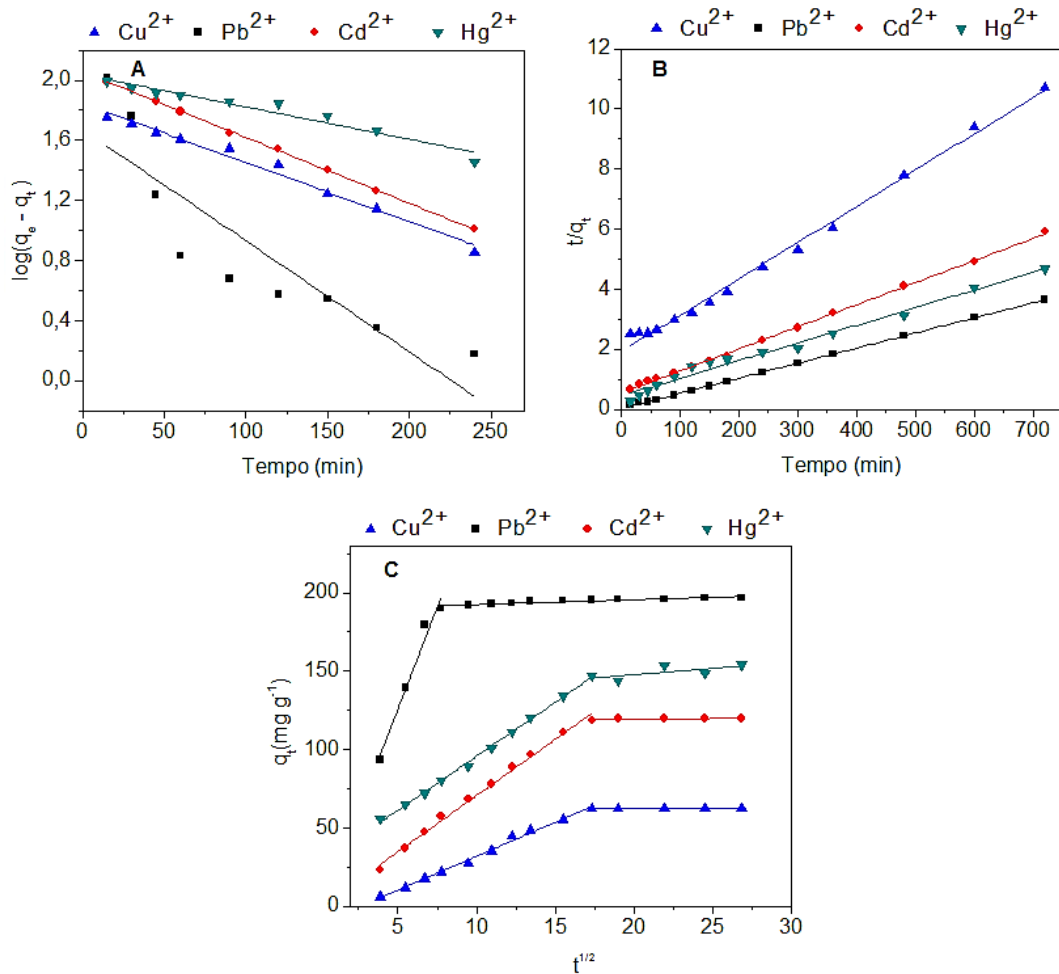 Cu²⁺ Pb²⁺ Cd²⁺ Hg²⁺
A
2,0
1,6
1,2
0,8
0,4
0,0
log(qₑ - qₜ)
0 50 100 150 200 250
Tempo (min)
Cu²⁺ Pb²⁺ Cd²⁺ Hg²⁺
B
12
10
8
6
4
2
0
t/qₜ
0 100 200 300 400 500 600 700
Tempo (min)
Cu²⁺ Pb²⁺ Cd²⁺ Hg²⁺
C
200
150
100
50
0
qₜ(mg g⁻¹)
5 10 15 20 25 30
t¹/²